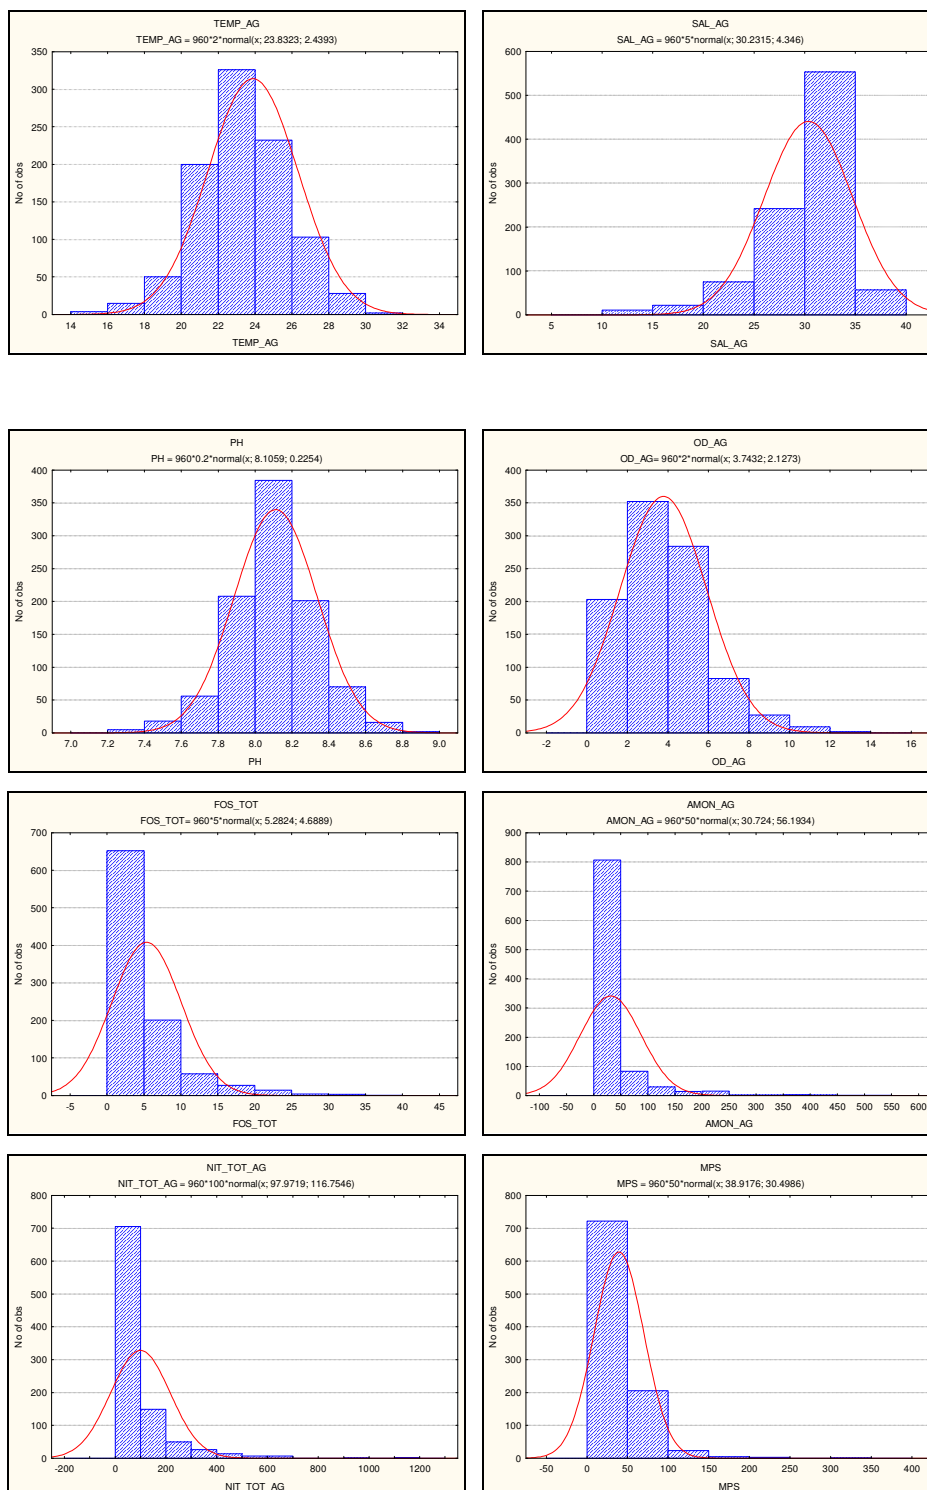 TEMP_AG
TEMP_AG = 960*2*normal(x; 23.8323; 2.4393)
No of obs
350
300
250
200
150
100
50
0
14 16 18 20 22 24 26 28 30 32 34
TEMP_AG
SAL_AG
SAL_AG = 960*5*normal(x; 30.2315; 4.346)
No of obs
600
500
400
300
200
100
0
5 10 15 20 25 30 35 40
SAL_AG
PH
PH = 960*0.2*normal(x; 8.1059; 0.2254)
No of obs
400
350
300
250
200
150
100
50
0
7.0 7.2 7.4 7.6 7.8 8.0 8.2 8.4 8.6 8.8 9.0
PH
OD_AG
OD_AG= 960*2*normal(x; 3.7432; 2.1273)
No of obs
400
350
300
250
200
150
100
50
0
-2 0 2 4 6 8 10 12 14 16
OD_AG
FOS_TOT
FOS_TOT= 960*5*normal(x; 5.2824; 4.6889)
No of obs
700
600
500
400
300
200
100
0
-5 0 5 10 15 20 25 30 35 40 45
FOS_TOT
AMON_AG
AMON_AG = 960*50*normal(x; 30.724; 56.1934)
No of obs
900
800
700
600
500
400
300
200
100
0
-100 -50 0 50 100 150 200 250 300 350 400 450 500 550 600
AMON_AG
NIT_TOT_AG
NIT_TOT_AG = 960*100*normal(x; 97.9719; 116.7546)
No of obs
800
700
600
500
400
300
200
100
0
-200 0 200 400 600 800 1000 1200
NIT_TOT_AG
MPS
MPS = 960*50*normal(x; 38.9176; 30.4986)
No of obs
800
700
600
500
400
300
200
100
0
-50 0 50 100 150 200 250 300 350 400
MPS